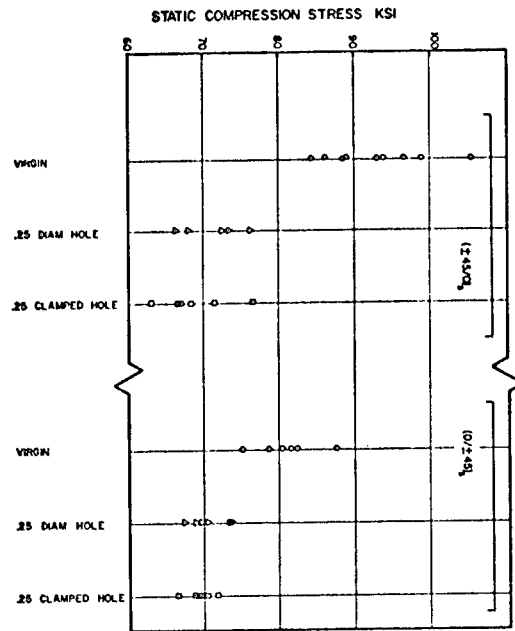 STATIC COMPRESSION STRESS KSI
60
70
80
90
100
VIRGIN
.25 DIAM HOLE
.25 CLAMPED HOLE
(±45/0)s
VIRGIN
.25 DIAM HOLE
.25 CLAMPED HOLE
(0/±45)s